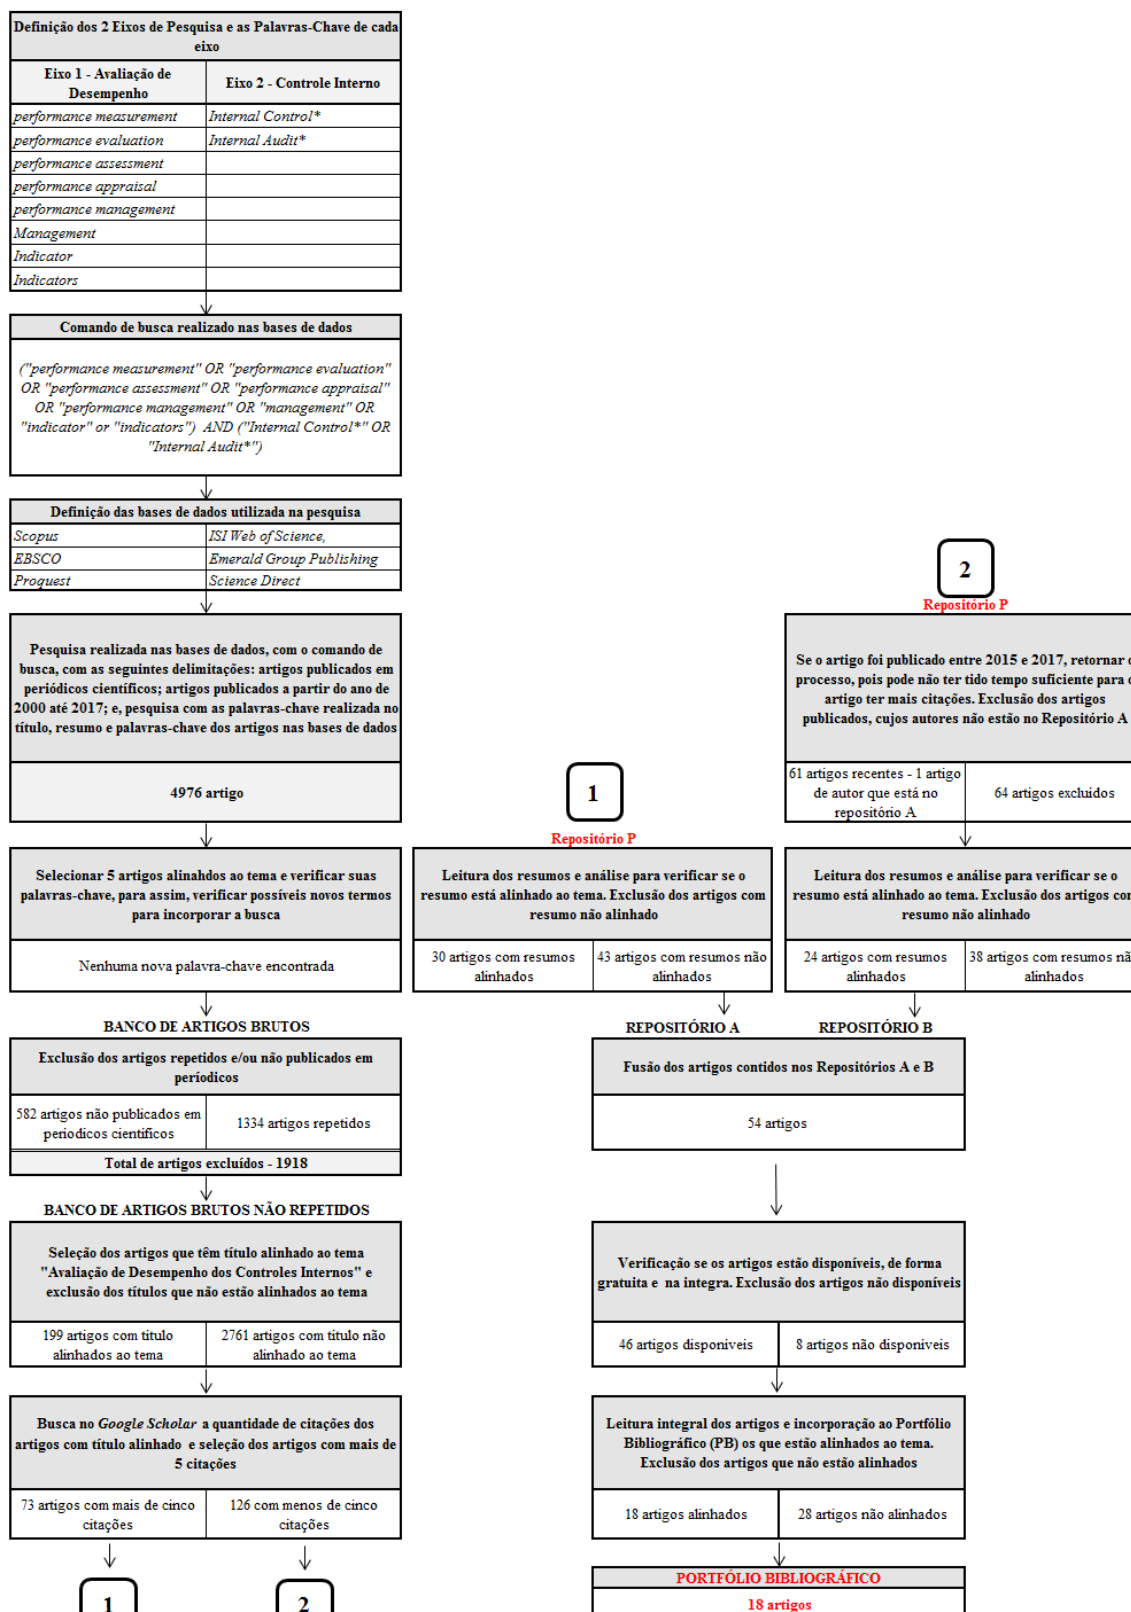 Definição dos 2 Eixos de Pesquisa e as Palavras-Chave de cada
eixo
Eixo 1 - Avaliação de
Desempenho
Eixo 2 - Controle Interno
performance measurement
Internal Control*
performance evaluation
Internal Audit*
performance assessment
performance appraisal
performance management
Management
Indicator
Indicators
Comando de busca realizado nas bases de dados
("performance measurement" OR "performance evaluation"
OR "performance assessment" OR "performance appraisal"
OR "performance management" OR "management" OR
"indicator" or "indicators") AND ("Internal Control*" OR
"Internal Audit*")
Definição das bases de dados utilizada na pesquisa
Scopus
ISI Web of Science,
EBSCO
Emerald Group Publishing
Proquest
Science Direct
Pesquisa realizada nas bases de dados, com o comando de
busca, com as seguintes delimitações: artigos publicados em
periódicos científicos; artigos publicados a partir do ano de
2000 até 2017; e, pesquisa com as palavras-chave realizada no
título, resumo e palavras-chave dos artigos nas bases de dados
4976 artigo
Selecionar 5 artigos alinahdos ao tema e verificar suas
palavras-chave, para assim, verificar possíveis novos termos
para incorporar a busca
Nenhuma nova palavra-chave encontrada
BANCO DE ARTIGOS BRUTOS
Exclusão dos artigos repetidos e/ou não publicados em
periódicos
582 artigos não publicados em
periodicos científicos
1334 artigos repetidos
Total de artigos excluídos - 1918
BANCO DE ARTIGOS BRUTOS NÃO REPETIDOS
Seleção dos artigos que têm título alinhado ao tema
"Avaliação de Desempenho dos Controles Internos" e
exclusão dos títulos que não estão alinhados ao tema
199 artigos com título
alinhados ao tema
2761 artigos com título não
alinhado ao tema
Busca no Google Scholar a quantidade de citações dos
artigos com título alinhado e seleção dos artigos com mais de
5 citações
73 artigos com mais de cinco
citações
126 com menos de cinco
citações
1
2
1
Repositório P
Leitura dos resumos e análise para verificar se o
resumo está alinhado ao tema. Exclusão dos artigos com
resumo não alinhado
30 artigos com resumos
alinhados
43 artigos com resumos não
alinhados
2
Repositório P
Se o artigo foi publicado entre 2015 e 2017, retornar
processo, pois pode não ter tido tempo suficiente para
artigo ter mais citações. Exclusão dos artigos
publicados, cujos autores não estão no Repositório A
61 artigos recentes - 1 artigo
de autor que está no
repositório A
64 artigos excluídos
Leitura dos resumos e análise para verificar se o
resumo está alinhado ao tema. Exclusão dos artigos
resumo não alinhado
24 artigos com resumos
alinhados
38 artigos com resumos
alinhados
REPOSITÓRIO A
REPOSITÓRIO B
Fusão dos artigos contidos nos Repositórios A e B
54 artigos
Verificação se os artigos estão disponíveis, de forma
gratuita e na integra. Exclusão dos artigos não disponíveis
46 artigos disponíveis
8 artigos não disponíveis
Leitura integral dos artigos e incorporação ao Portfólio
Bibliográfico (PB) os que estão alinhados ao tema.
Exclusão dos artigos que não estão alinhados
18 artigos alinhados
28 artigos não alinhados
PORTFÓLIO BIBLIOGRÁFICO
18 artigos